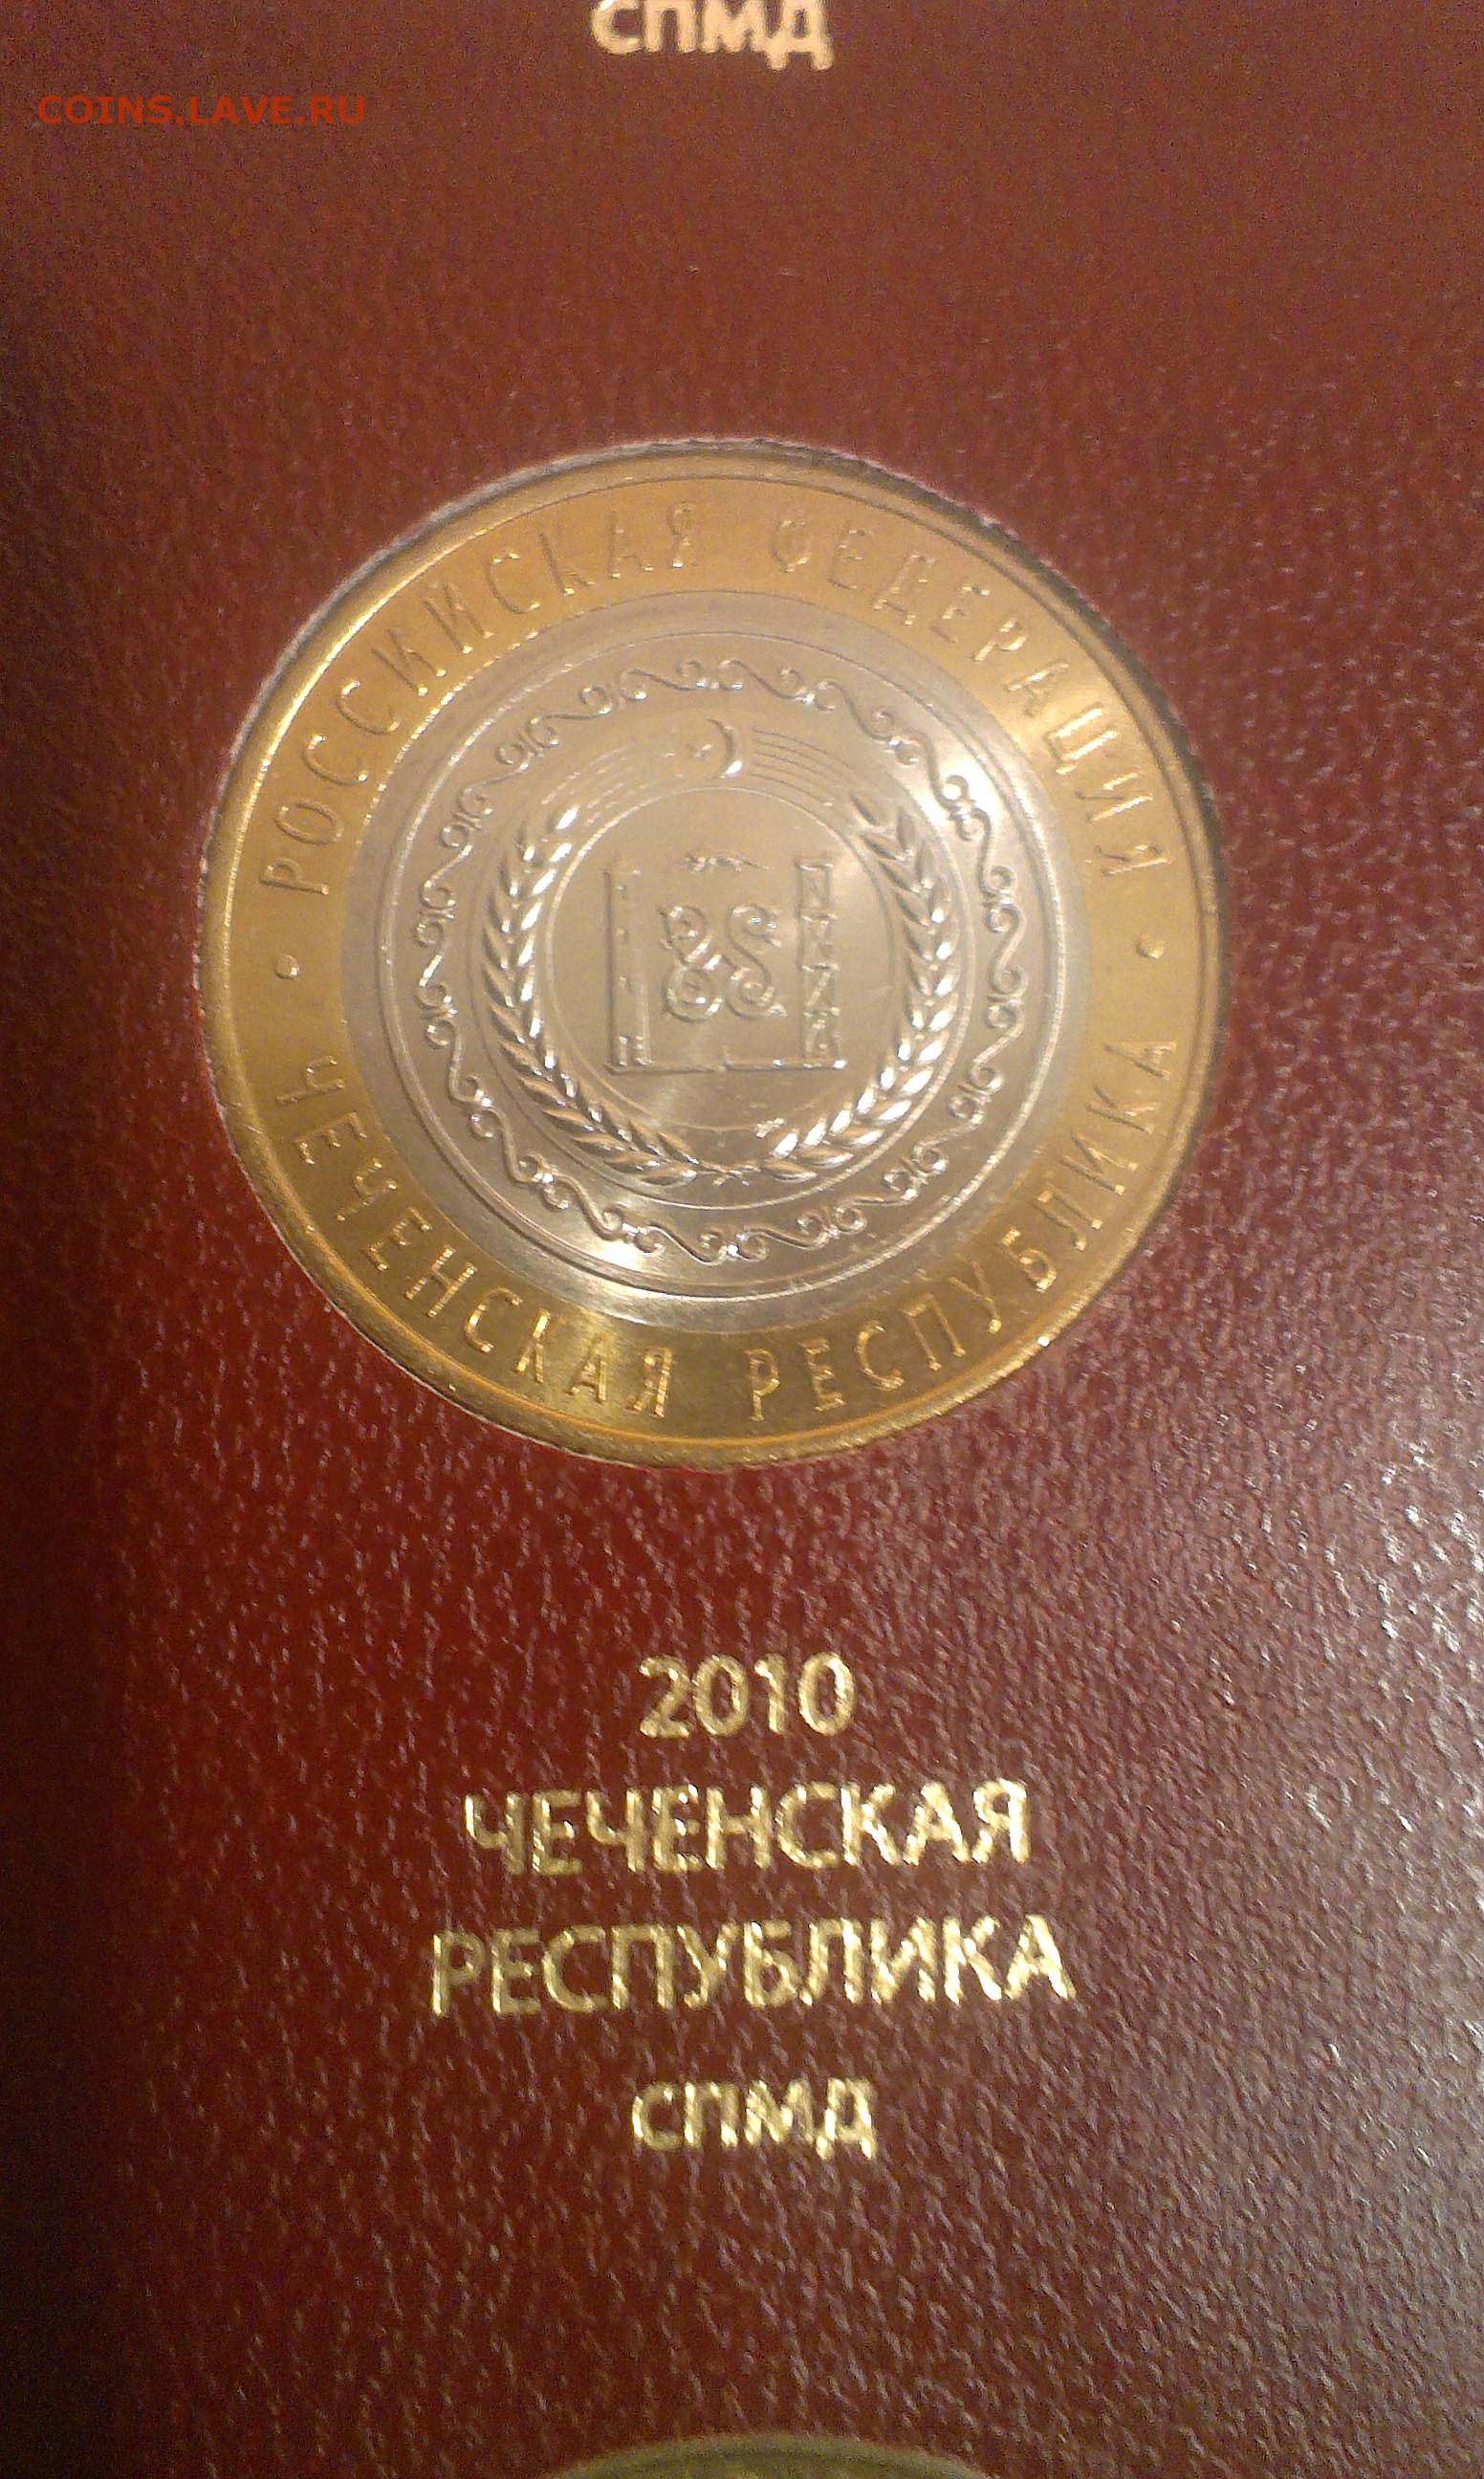 СПМД
COINS.LAVE.RU
• РОССИЙСКАЯ ФЕДЕРАЦИЯ •
ЧЕЧЕНСКАЯ РЕСПУБЛИКА
2010
ЧЕЧЕНСКАЯ
РЕСПУБЛИКА
СПМД